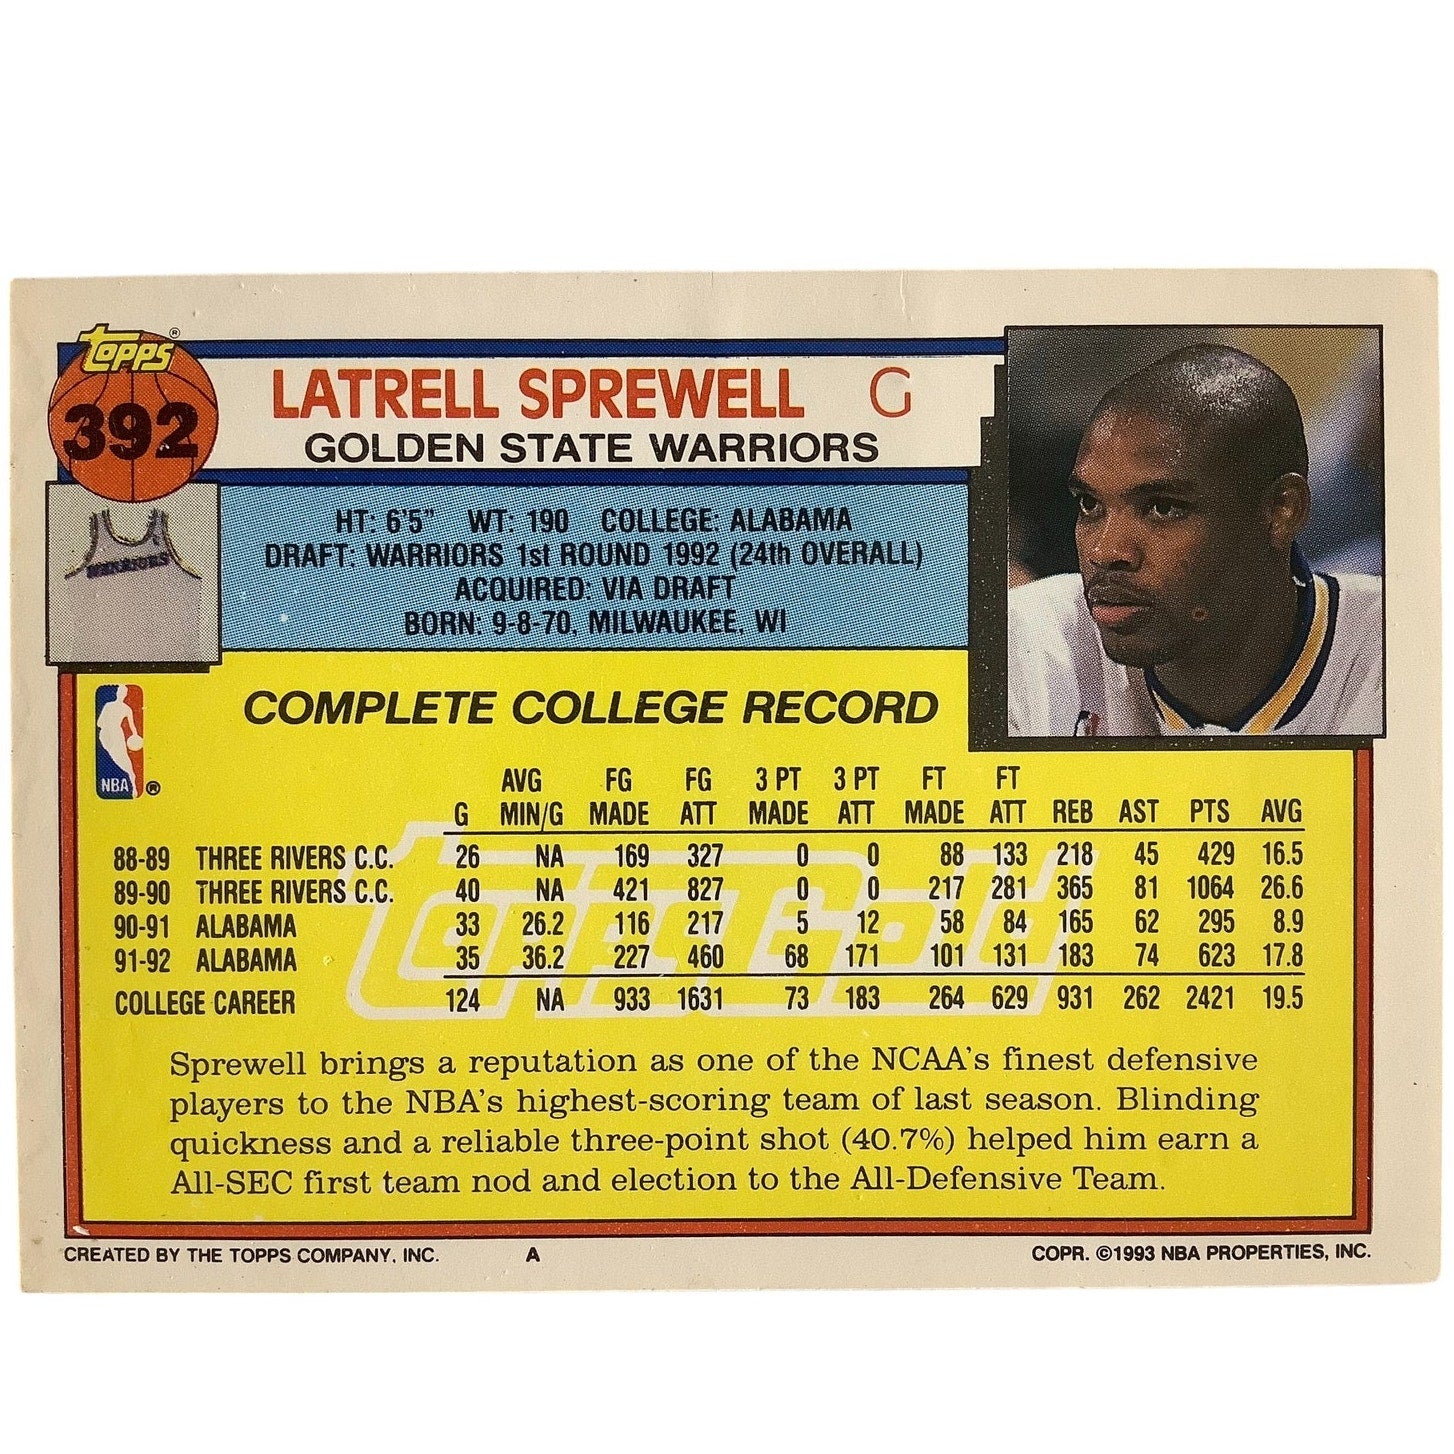 topps®
392
LATRELL SPREWELL G
GOLDEN STATE WARRIORS
WARRIORS
HT: 6'5" WT: 190 COLLEGE: ALABAMA
DRAFT: WARRIORS 1st ROUND 1992 (24th OVERALL)
ACQUIRED: VIA DRAFT
BORN: 9-8-70, MILWAUKEE, WI
NBA ®
COMPLETE COLLEGE RECORD
AVG FG FG 3 PT 3 PT FT FT
G MIN/G MADE ATT MADE ATT MADE ATT REB AST PTS AVG
88-89 THREE RIVERS C.C. 26 NA 169 327 0 0 88 133 218 45 429 16.5
89-90 THREE RIVERS C.C. 40 NA 421 827 0 0 217 281 365 81 1064 26.6
90-91 ALABAMA 33 26.2 116 217 5 12 58 84 165 62 295 8.9
91-92 ALABAMA 35 36.2 227 460 68 171 101 131 183 74 623 17.8
COLLEGE CAREER 124 NA 933 1631 73 183 264 629 931 262 2421 19.5
ToppsGold
Sprewell brings a reputation as one of the NCAA's finest defensive
players to the NBA's highest-scoring team of last season. Blinding
quickness and a reliable three-point shot (40.7%) helped him earn a
All-SEC first team nod and election to the All-Defensive Team.
CREATED BY THE TOPPS COMPANY, INC. A COPR. ©1993 NBA PROPERTIES, INC.